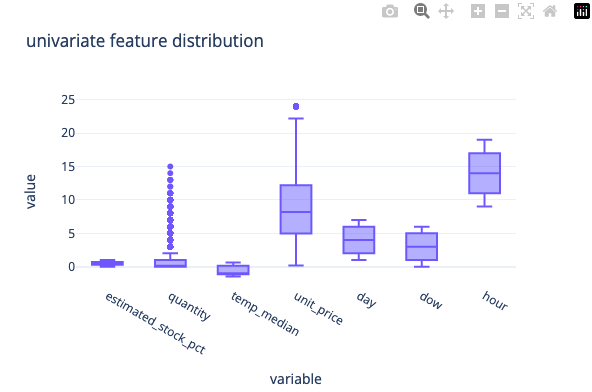 univariate feature distribution
25
20
15
10
5
0
value
estimated_stock_pct
quantity
temp_median
unit_price
day
dow
hour
variable